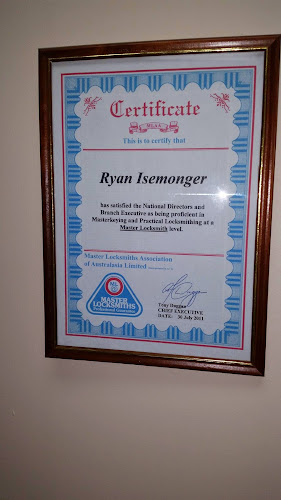 Certificate
MLAA
This is to certify that
Ryan Isemonger
has satisfied the National Directors and
Branch Executive as being proficient in
Masterkeying and Practical Locksmithing at a
Master Locksmith level.
Master Locksmiths Association
of Australasia Limited
MASTER
LOCKSMITHS
Tony
CHIEF EXECUTIVE
DATE: 30 July 2011